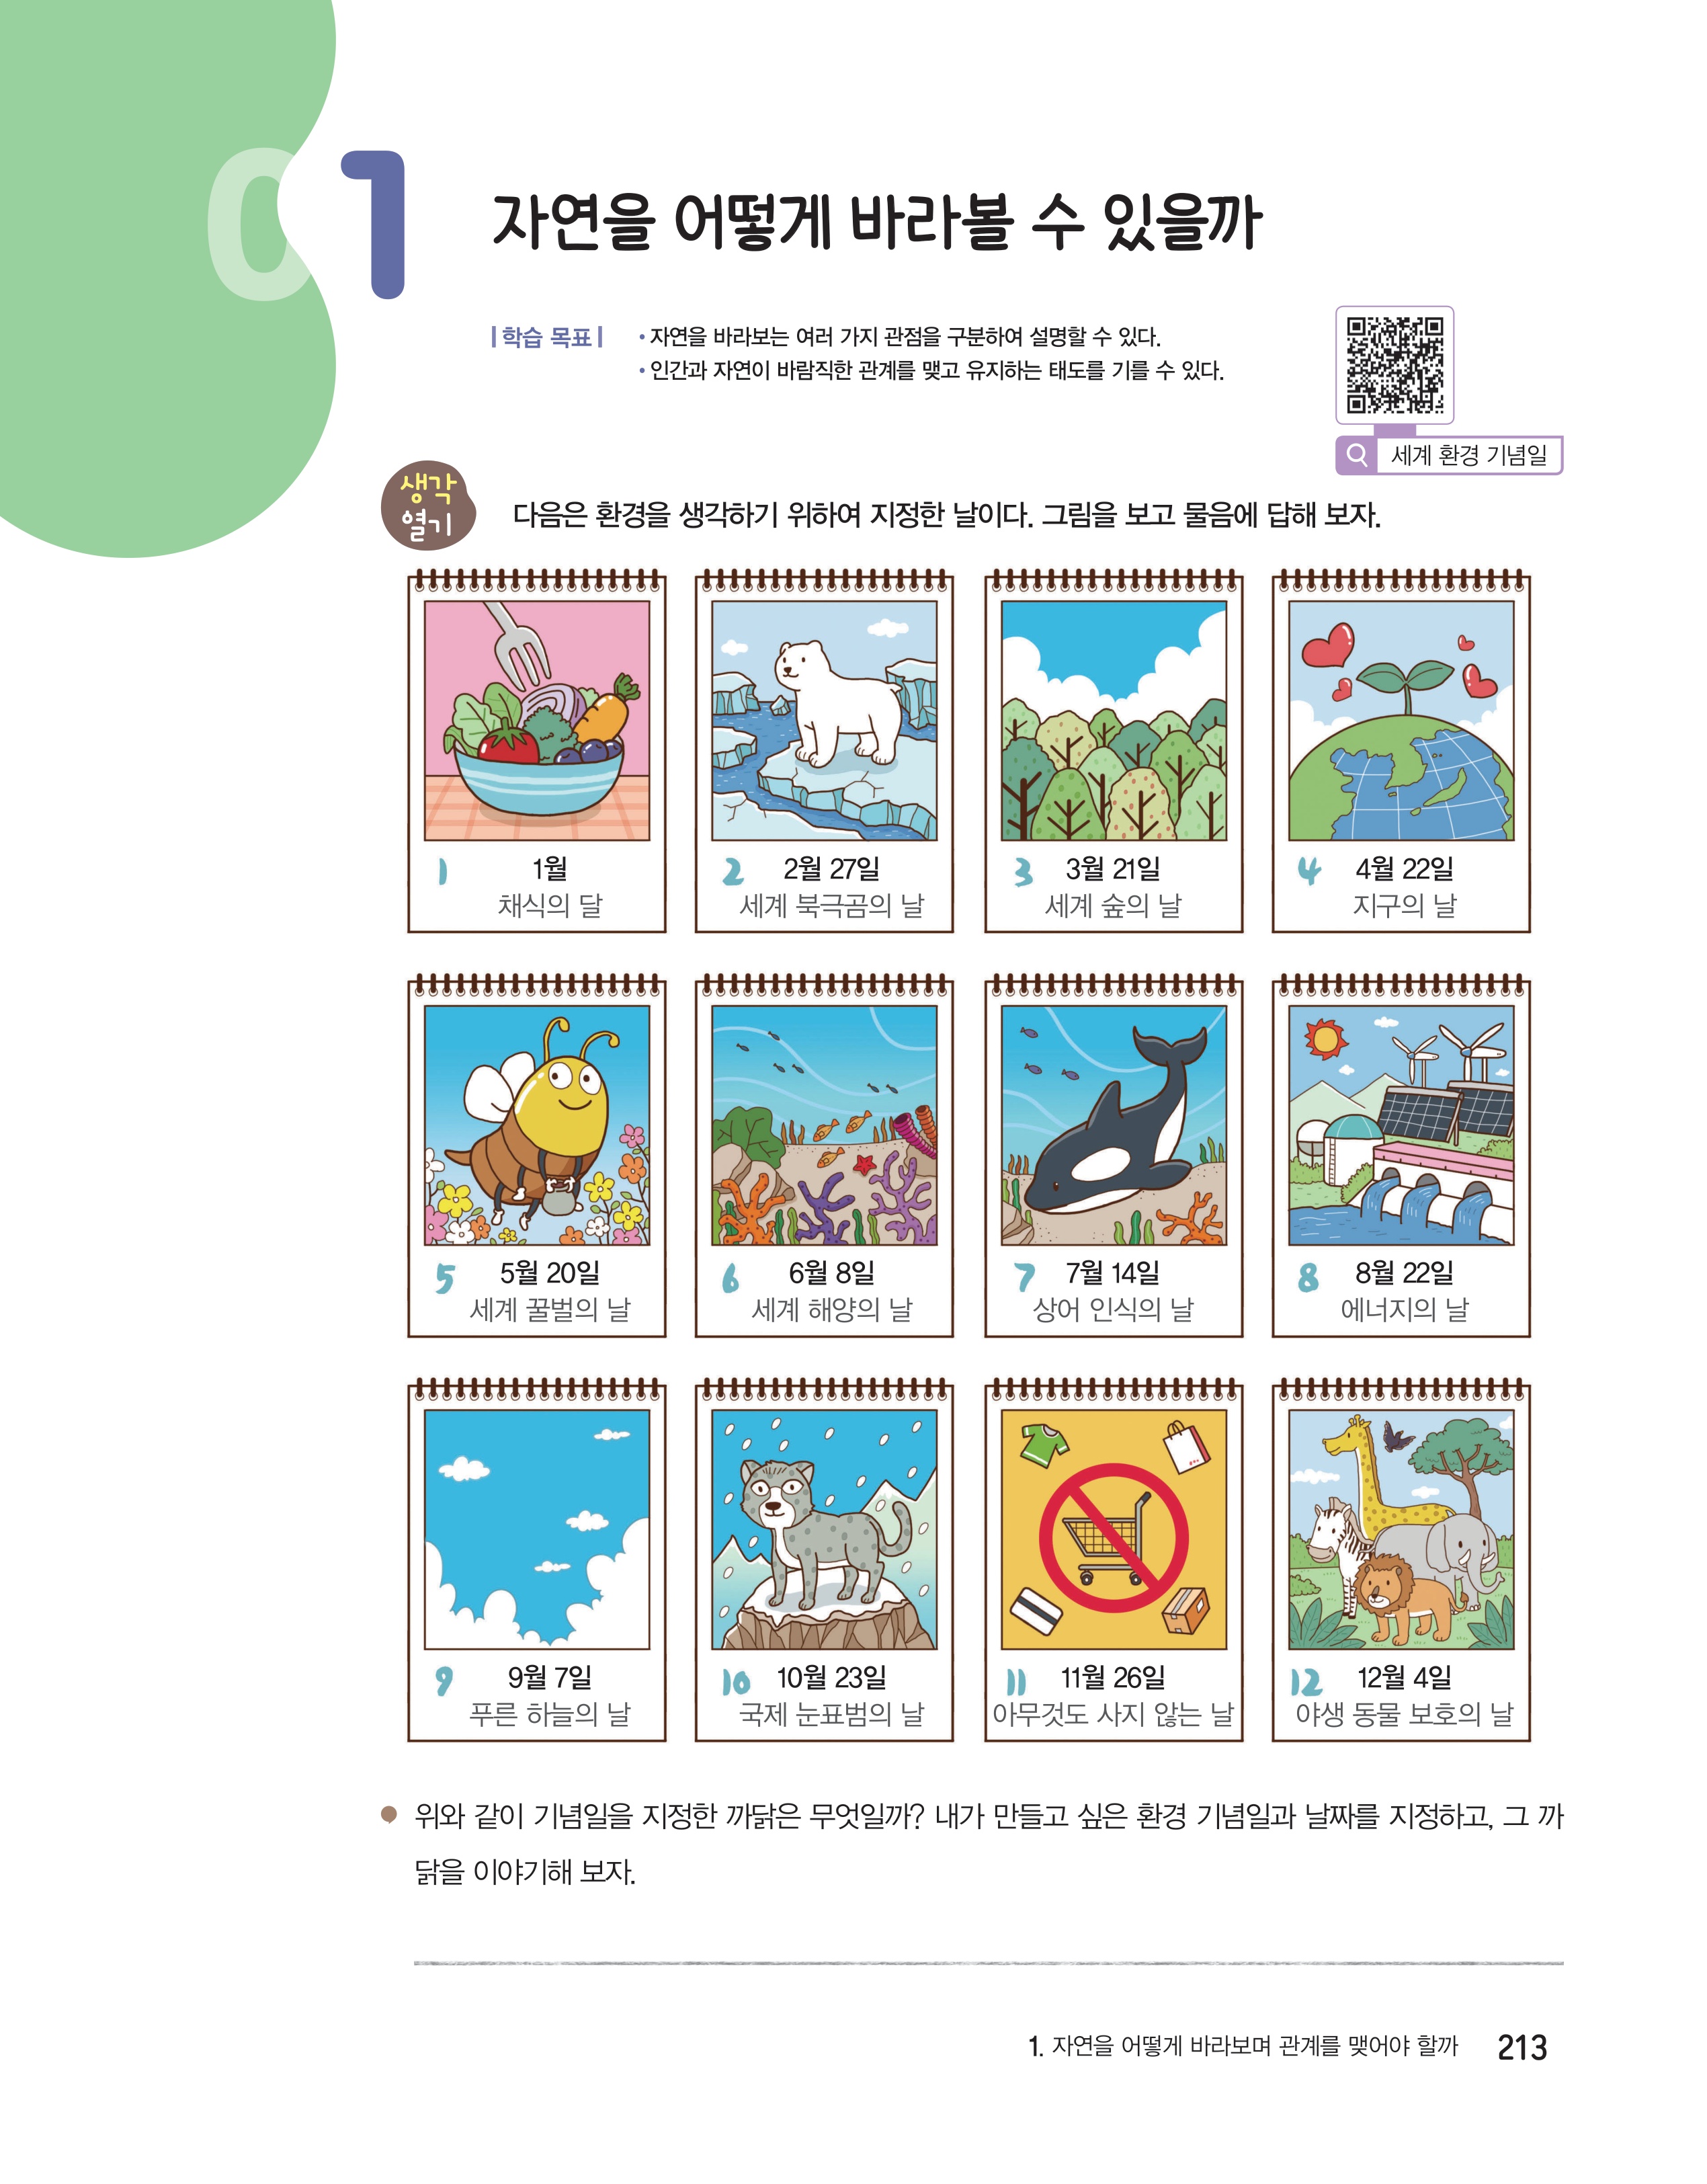 01
자연을 어떻게 바라볼 수 있을까
학습 목표
• 자연을 바라보는 여러 가지 관점을 구분하여 설명할 수 있다.
• 인간과 자연이 바람직한 관계를 맺고 유지하는 태도를 기를 수 있다.
세계 환경 기념일
생각
열기
다음은 환경을 생각하기 위하여 지정한 날이다. 그림을 보고 물음에 답해 보자.
1 1월
채식의 달
2 2월 27일
세계 북극곰의 날
3 3월 21일
세계 숲의 날
4 4월 22일
지구의 날
5 5월 20일
세계 꿀벌의 날
6 6월 8일
세계 해양의 날
7 7월 14일
상어 인식의 날
8 8월 22일
에너지의 날
9 9월 7일
푸른 하늘의 날
10 10월 23일
국제 눈표범의 날
11 11월 26일
아무것도 사지 않는 날
12 12월 4일
야생 동물 보호의 날
위와 같이 기념일을 지정한 까닭은 무엇일까? 내가 만들고 싶은 환경 기념일과 날짜를 지정하고, 그 까
닭을 이야기해 보자.
1. 자연을 어떻게 바라보며 관계를 맺어야 할까 213